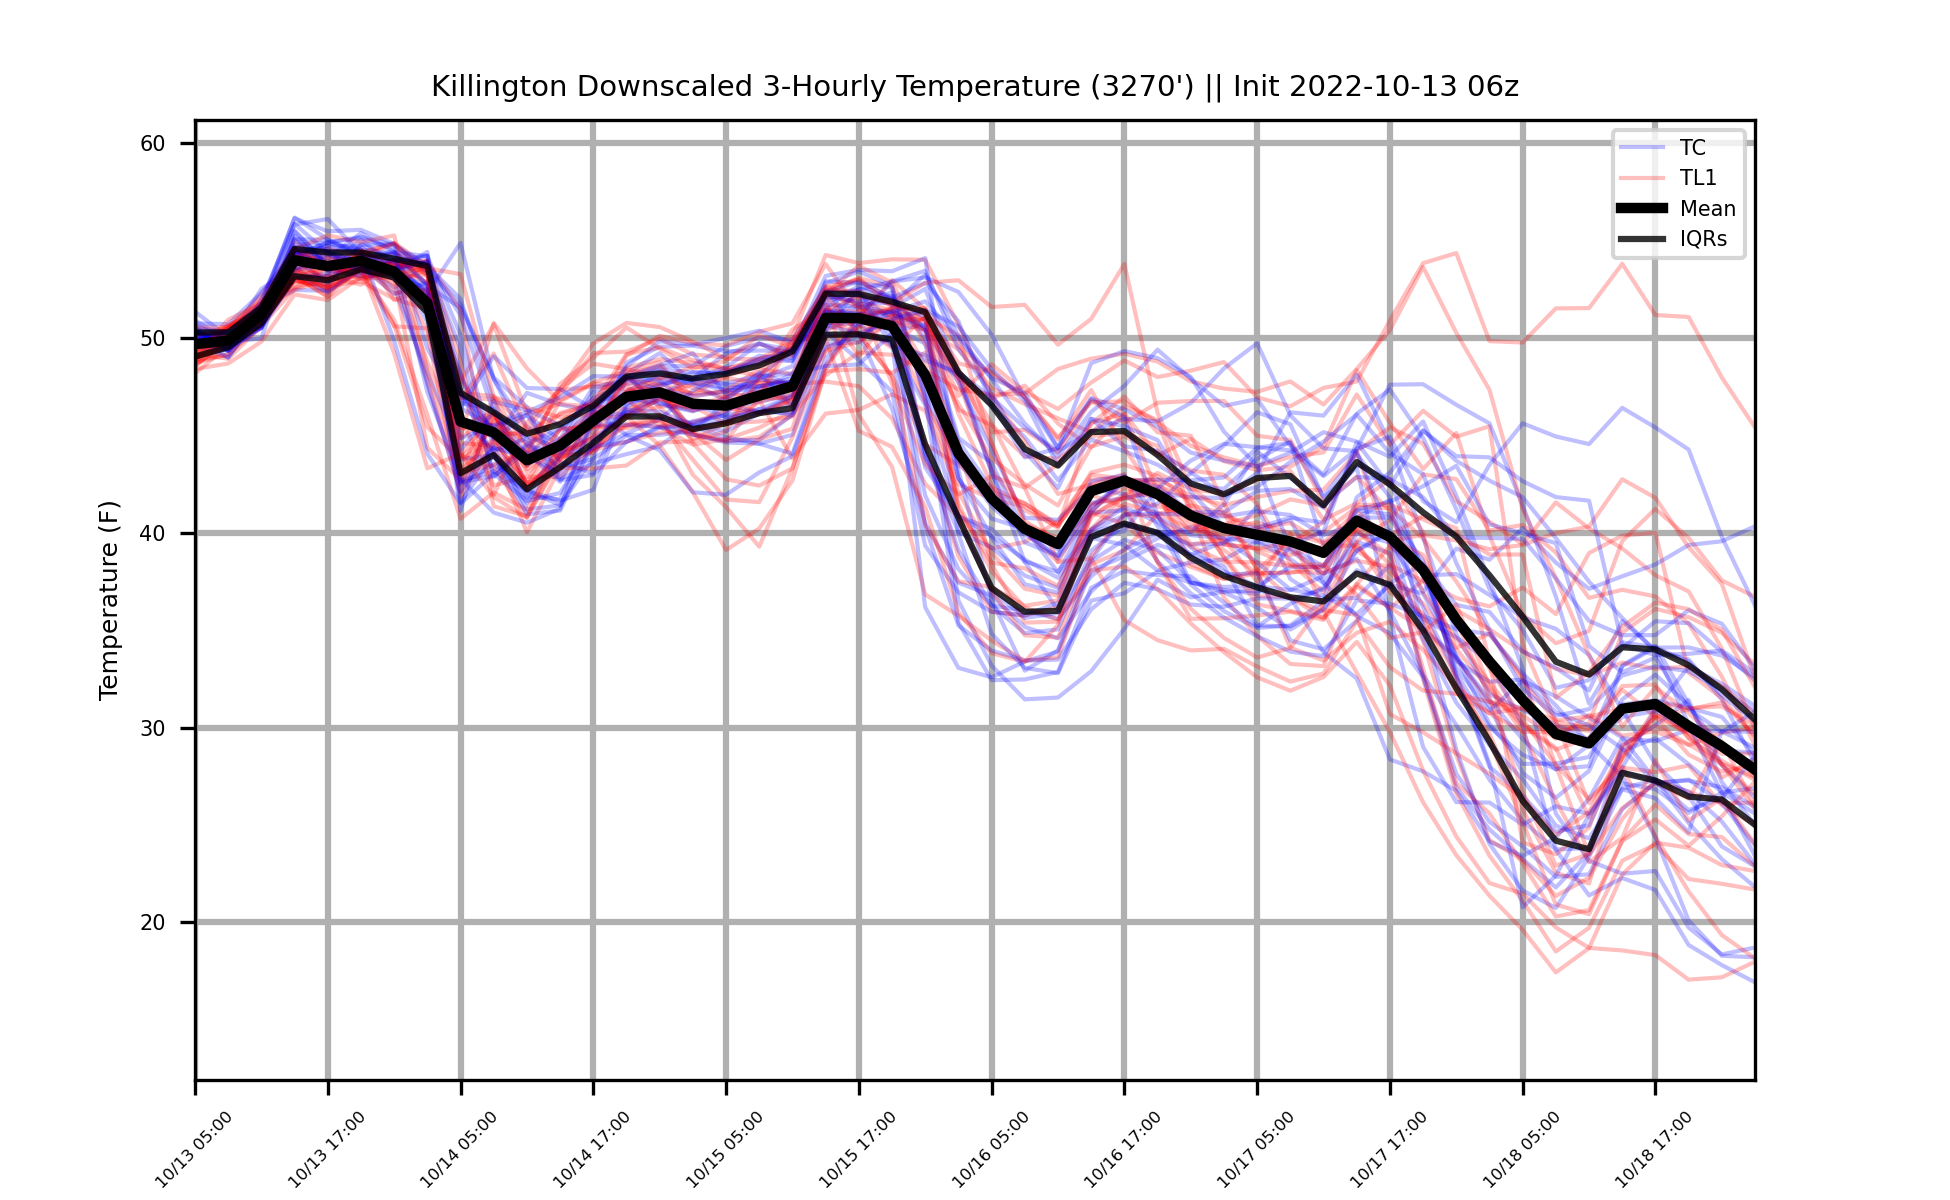 Killington Downscaled 3-Hourly Temperature (3270') || Init 2022-10-13 06z
TC
TL1
Mean
IQRs
Temperature (F)
60
50
40
30
20
10/13 05:00
10/13 17:00
10/14 05:00
10/14 17:00
10/15 05:00
10/15 17:00
10/16 05:00
10/16 17:00
10/17 05:00
10/17 17:00
10/18 05:00
10/18 17:00